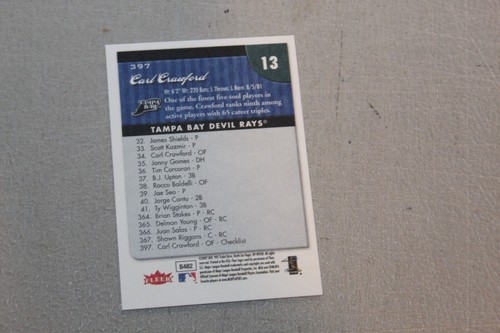 397
13
Carl Crawford
Ht: 6'2" Wt: 220 Bats: L Throws: L Born: 8/5/81
TAMPA BAY
One of the finest five-tool players in
the game, Crawford ranks ninth among
active players with 65 career triples.
TAMPA BAY DEVIL RAYS®
32. James Shields - P
33. Scott Kazmir - P
34. Carl Crawford - OF
35. Jonny Gomes - DH
36. Tim Corcoran - P
37. B.J. Upton - 3B
38. Rocco Baldelli - OF
39. Jae Seo - P
40. Jorge Cantu - 2B
41. Ty Wigginton - 2B
364. Brian Stokes - P - RC
365. Delmon Young - OF - RC
366. Juan Salas - P - RC
367. Shawn Riggans - C - RC
397. Carl Crawford - OF - Checklist
FLEER
B482